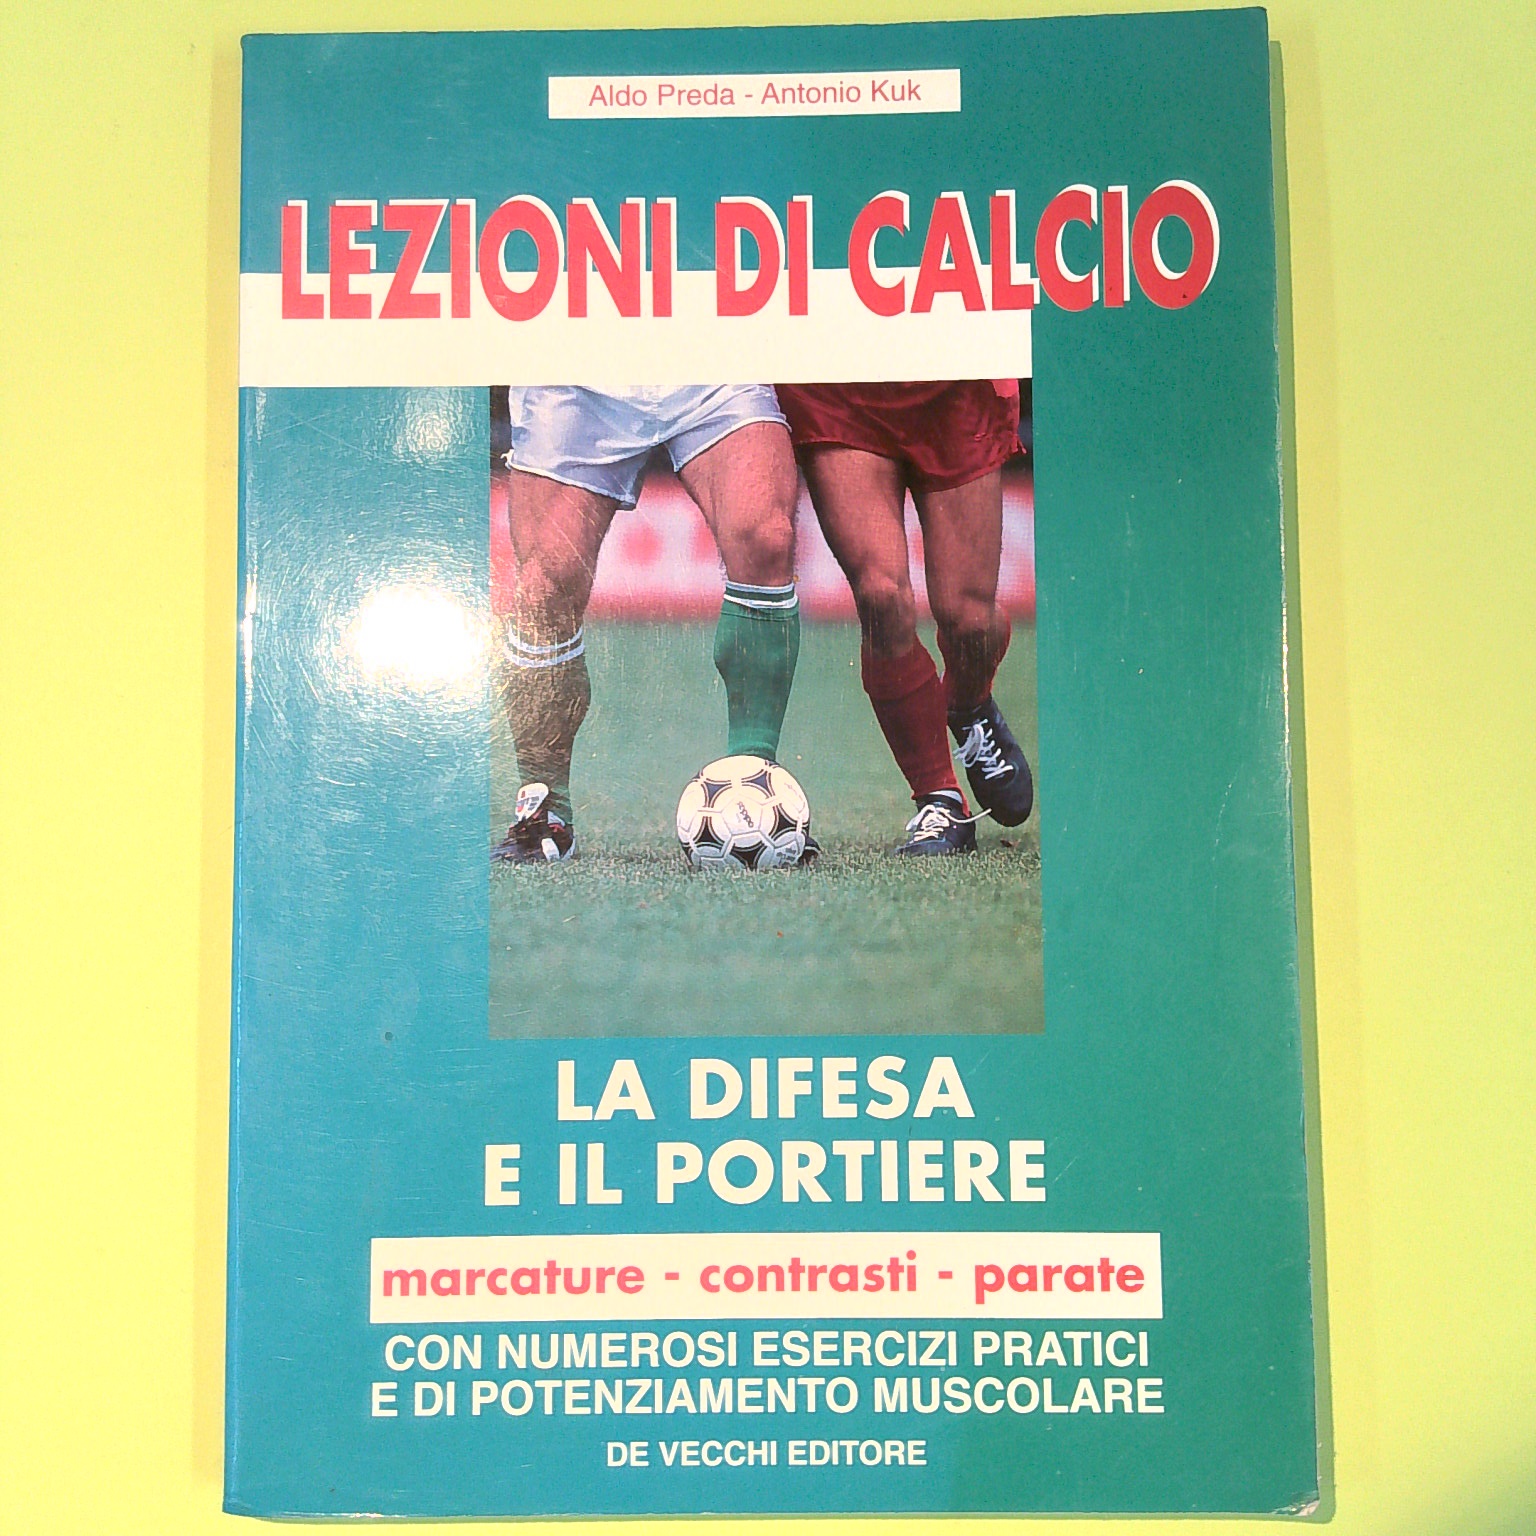 Aldo Preda - Antonio Kuk
LEZIONI DI CALCIO
LA DIFESA
E IL PORTIERE
marcature - contrasti - parate
CON NUMEROSI ESERCIZI PRATICI
E DI POTENZIAMENTO MUSCOLARE
DE VECCHI EDITORE